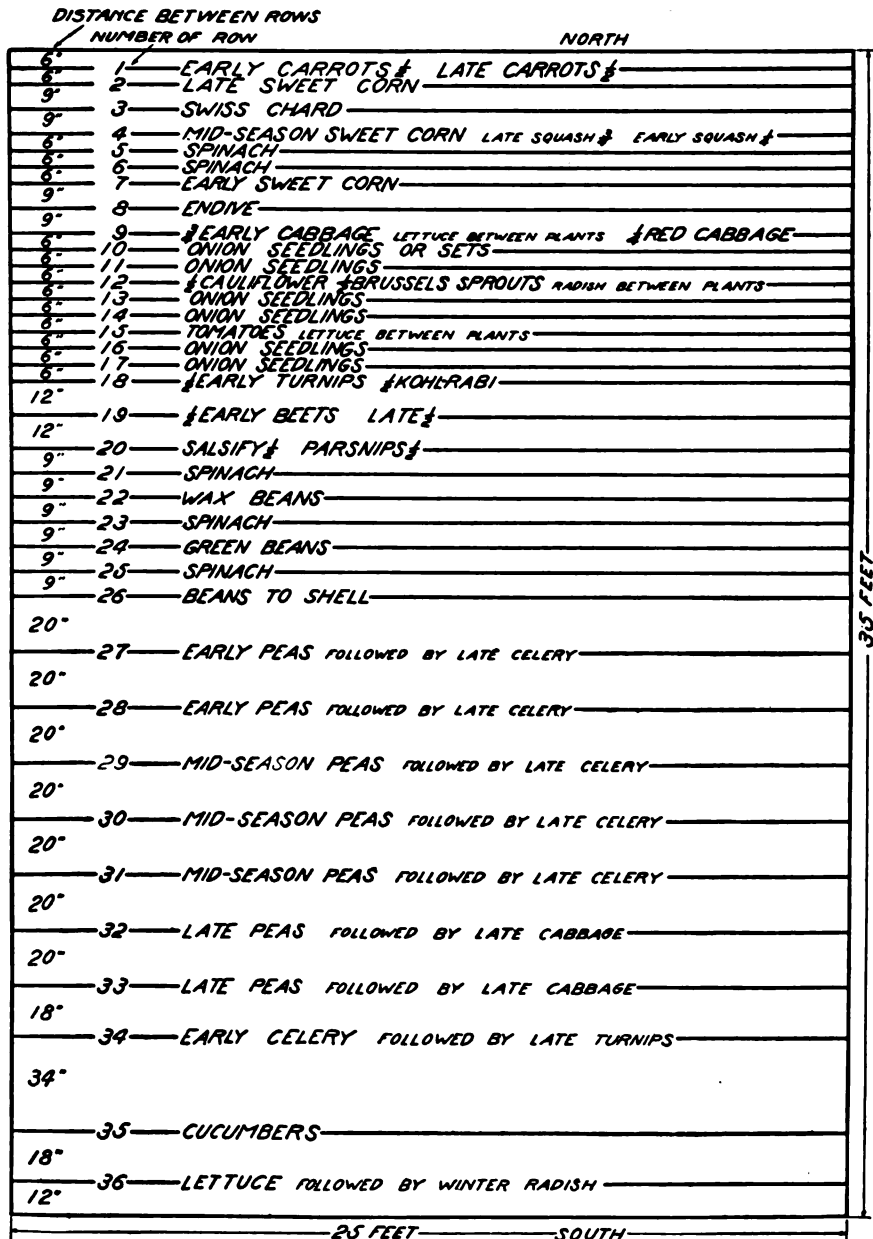 DISTANCE BETWEEN ROWS
NUMBER OF ROW NORTH
6"
1 EARLY CARROTS ½ LATE CARROTS ½
6"
2 LATE SWEET CORN
9"
3 SWISS CHARD
9"
4 MID-SEASON SWEET CORN LATE SQUASH EARLY SQUASH
6"
5 SPINACH
6"
6 SPINACH
6"
7 EARLY SWEET CORN
9"
8 ENDIVE
9"
9 EARLY CABBAGE LETTUCE BETWEEN PLANTS RED CABBAGE
6"
10 ONION SEEDLINGS OR SETS
6"
11 ONION SEEDLINGS
6"
12 ½ CAULIFLOWER ½ BRUSSELS SPROUTS RADISH BETWEEN PLANTS
6"
13 ONION SEEDLINGS
6"
14 ONION SEEDLINGS
6"
15 TOMATOES LETTUCE BETWEEN PLANTS
6"
16 ONION SEEDLINGS
6"
17 ONION SEEDLINGS
6"
18 ½ EARLY TURNIPS ½ KOHL-RABI
12"
19 ½ EARLY BEETS LATE ½
12"
20 SALSIFY ½ PARSNIPS ½
9"
21 SPINACH
9"
22 WAX BEANS
9"
23 SPINACH
9"
24 GREEN BEANS
9"
25 SPINACH
9"
26 BEANS TO SHELL
20"
27 EARLY PEAS FOLLOWED BY LATE CELERY
20"
28 EARLY PEAS FOLLOWED BY LATE CELERY
20"
29 MID-SEASON PEAS FOLLOWED BY LATE CELERY
20"
30 MID-SEASON PEAS FOLLOWED BY LATE CELERY
20"
31 MID-SEASON PEAS FOLLOWED BY LATE CELERY
20"
32 LATE PEAS FOLLOWED BY LATE CABBAGE
20"
33 LATE PEAS FOLLOWED BY LATE CABBAGE
18"
34 EARLY CELERY FOLLOWED BY LATE TURNIPS
34"
35 CUCUMBERS
18"
36 LETTUCE FOLLOWED BY WINTER RADISH
12"
25 FEET SOUTH
35 FEET